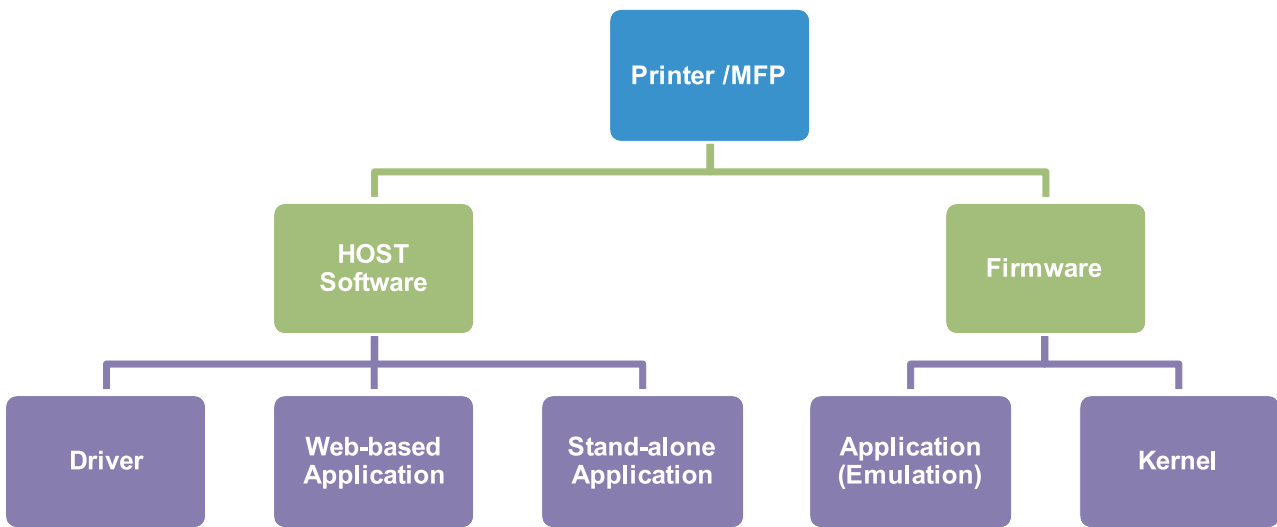 Printer /MFP
HOST
Software
Firmware
Driver
Web-based
Application
Stand-alone
Application
Application
(Emulation)
Kernel